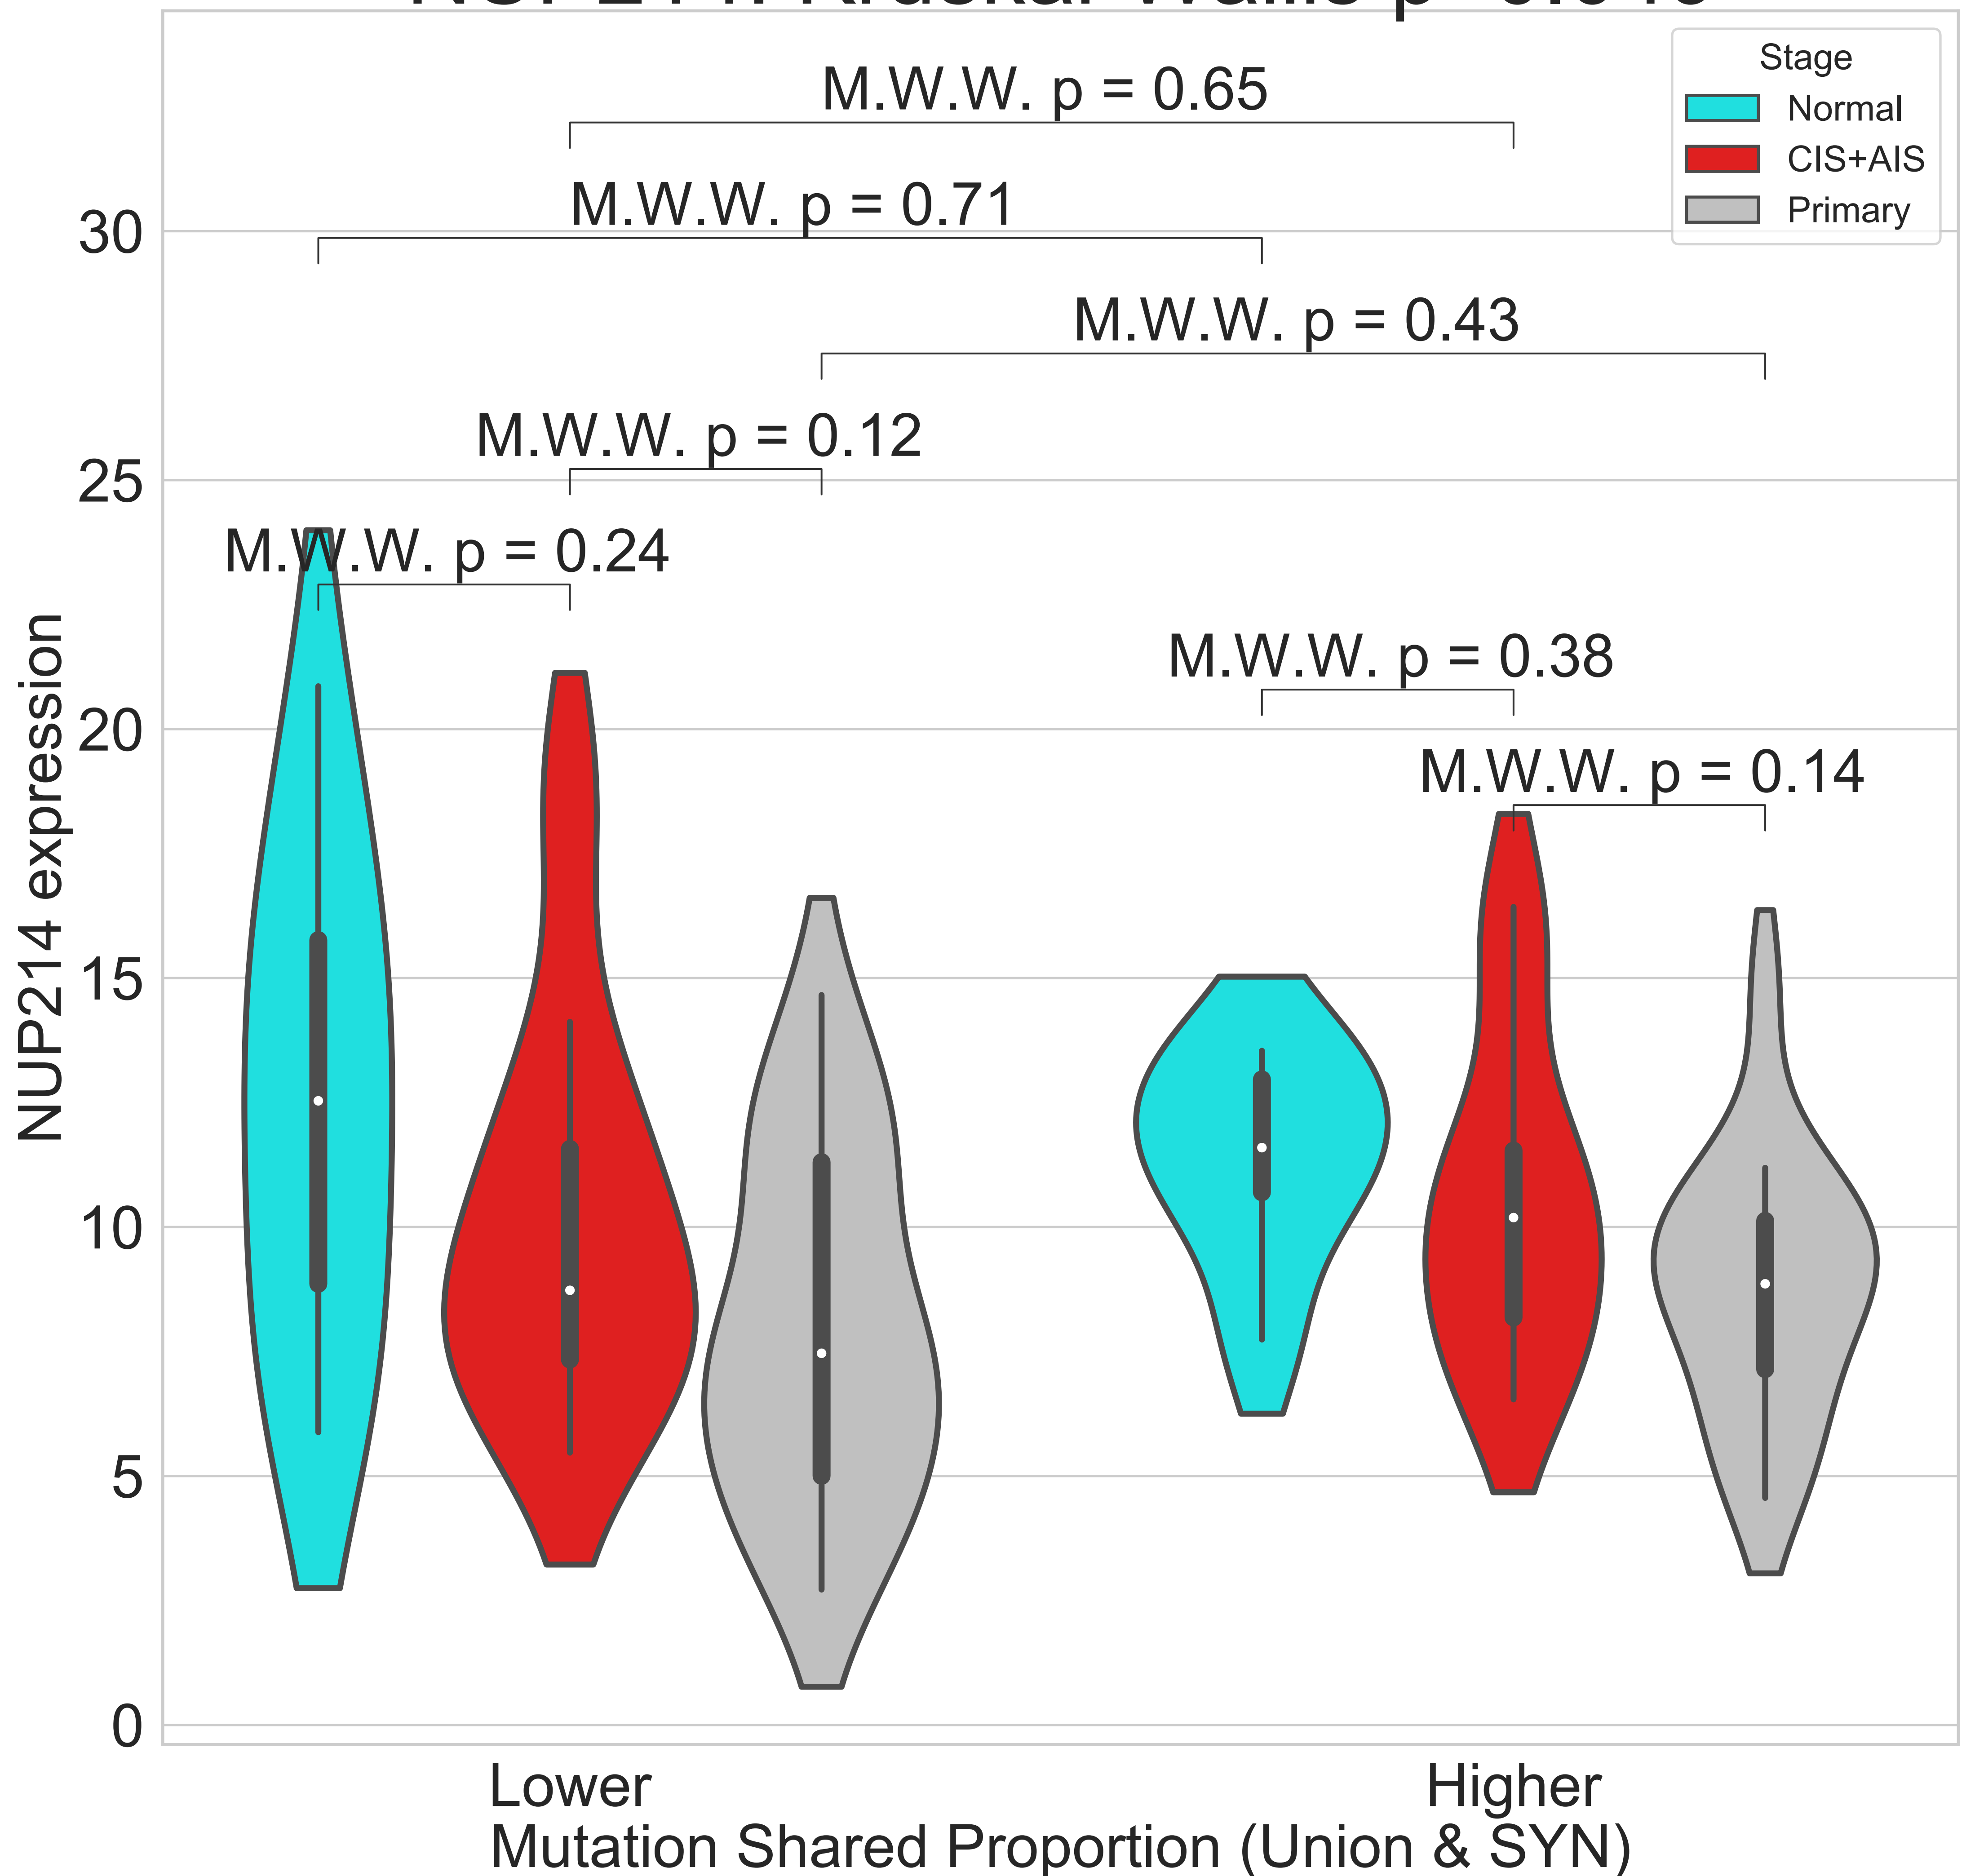 Stage
Normal
CIS+AIS
Primary
M.W.W. p = 0.65
M.W.W. p = 0.71
M.W.W. p = 0.43
M.W.W. p = 0.12
M.W.W. p = 0.24
M.W.W. p = 0.38
M.W.W. p = 0.14
30
25
20
15
10
5
0
NUP214 expression
Lower
Higher
Mutation Shared Proportion (Union & SYN)